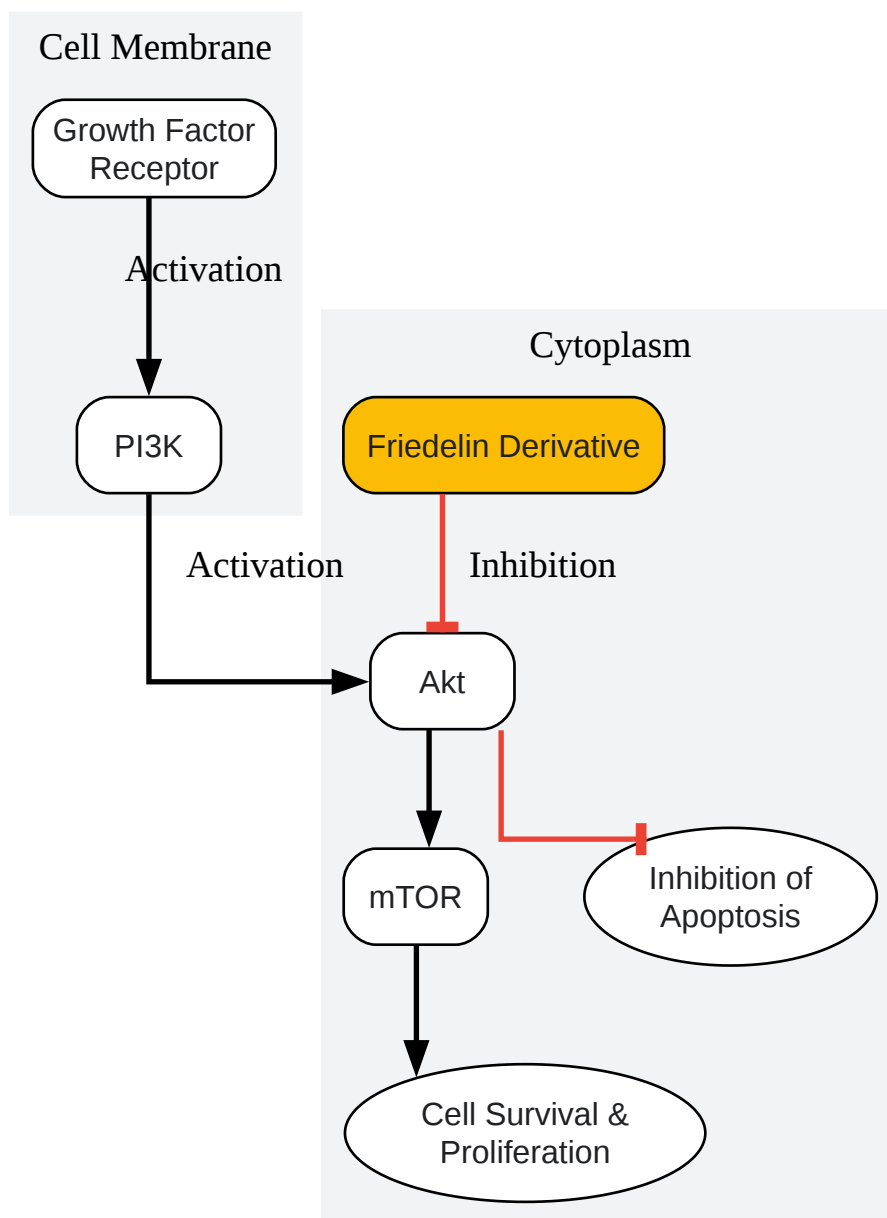 Cell Membrane
Growth Factor
Receptor
Activation
Cytoplasm
PI3K
Friedelin Derivative
Activation
Inhibition
Akt
mTOR
Inhibition of
Apoptosis
Cell Survival &
Proliferation